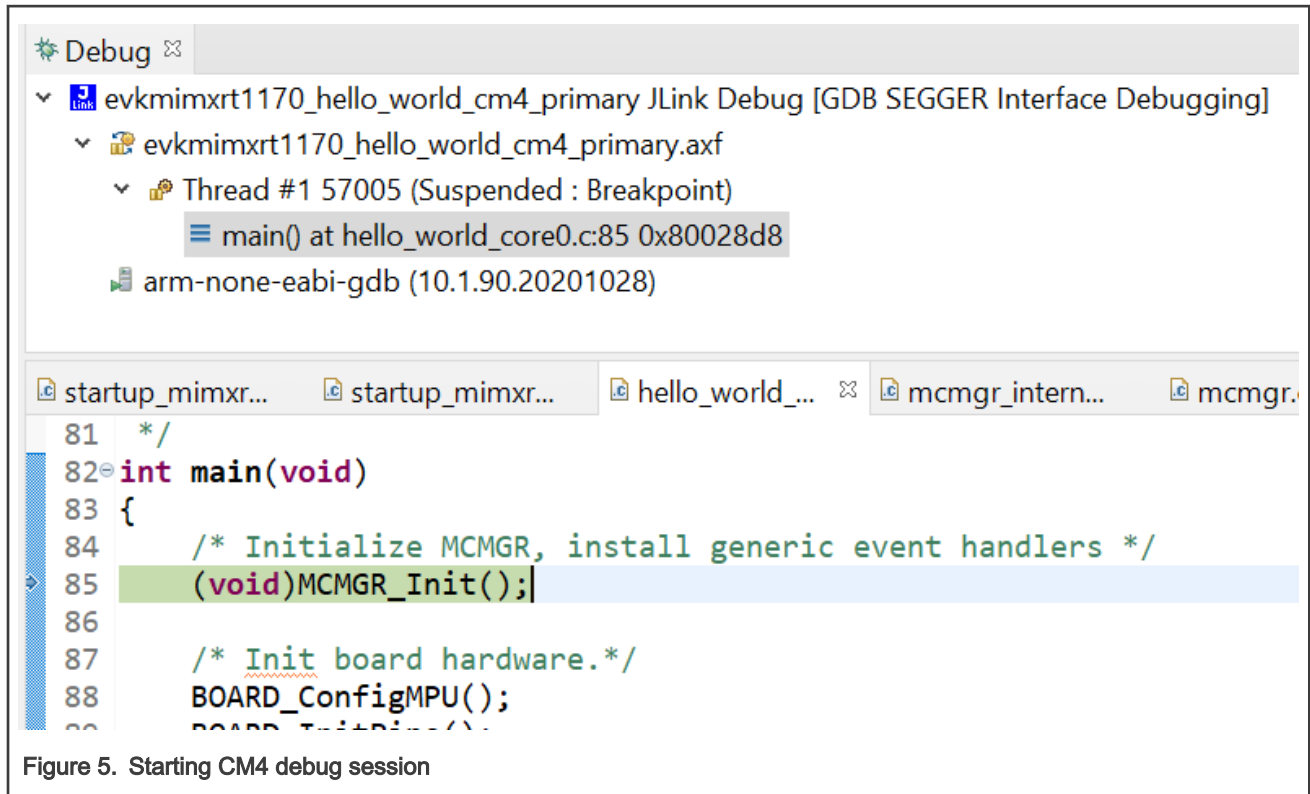 Debug
J Link evkmimxrt1170_hello_world_cm4_primary JLink Debug [GDB SEGGER Interface Debugging]
evkmimxrt1170_hello_world_cm4_primary.axf
Thread #1 57005 (Suspended : Breakpoint)
main() at hello_world_core0.c:85 0x80028d8
arm-none-eabi-gdb (10.1.90.20201028)
.c startup_mimxr... .c startup_mimxr... .c hello_world_... .c mcmgr_intern... .c mcmgr.
81 */
82 int main(void)
83 {
84 /* Initialize MCMGR, install generic event handlers */
85 (void)MCMGR_Init();
86
87 /* Init board hardware.*/
88 BOARD_ConfigMPU();
Figure 5. Starting CM4 debug session